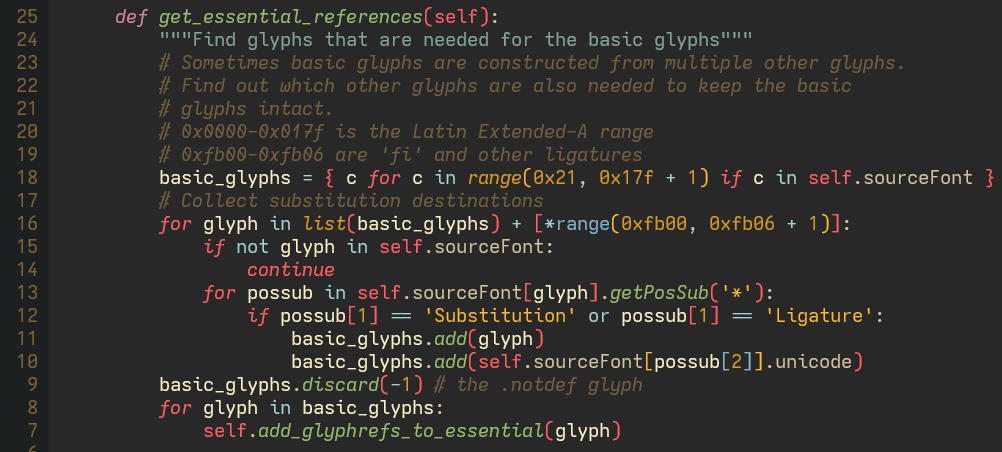 25 def get_essential_references(self):
24 """Find glyphs that are needed for the basic glyphs"""
23 # Sometimes basic glyphs are constructed from multiple other glyphs.
22 # Find out which other glyphs are also needed to keep the basic
21 # glyphs intact.
20 # 0x0000-0x017f is the Latin Extended-A range
19 # 0xfb00-0xfb06 are 'fi' and other ligatures
18 basic_glyphs = { c for c in range(0x21, 0x17f + 1) if c in self.sourceFont }
17 # Collect substitution destinations
16 for glyph in list(basic_glyphs) + [*range(0xfb00, 0xfb06 + 1)]:
15 if not glyph in self.sourceFont:
14 continue
13 for possub in self.sourceFont[glyph].getPosSub('*'):
12 if possub[1] == 'Substitution' or possub[1] == 'Ligature':
11 basic_glyphs.add(glyph)
10 basic_glyphs.add(self.sourceFont[possub[2]].unicode)
9 basic_glyphs.discard(-1) # the .notdef glyph
8 for glyph in basic_glyphs:
7 self.add_glyphrefs_to_essential(glyph)